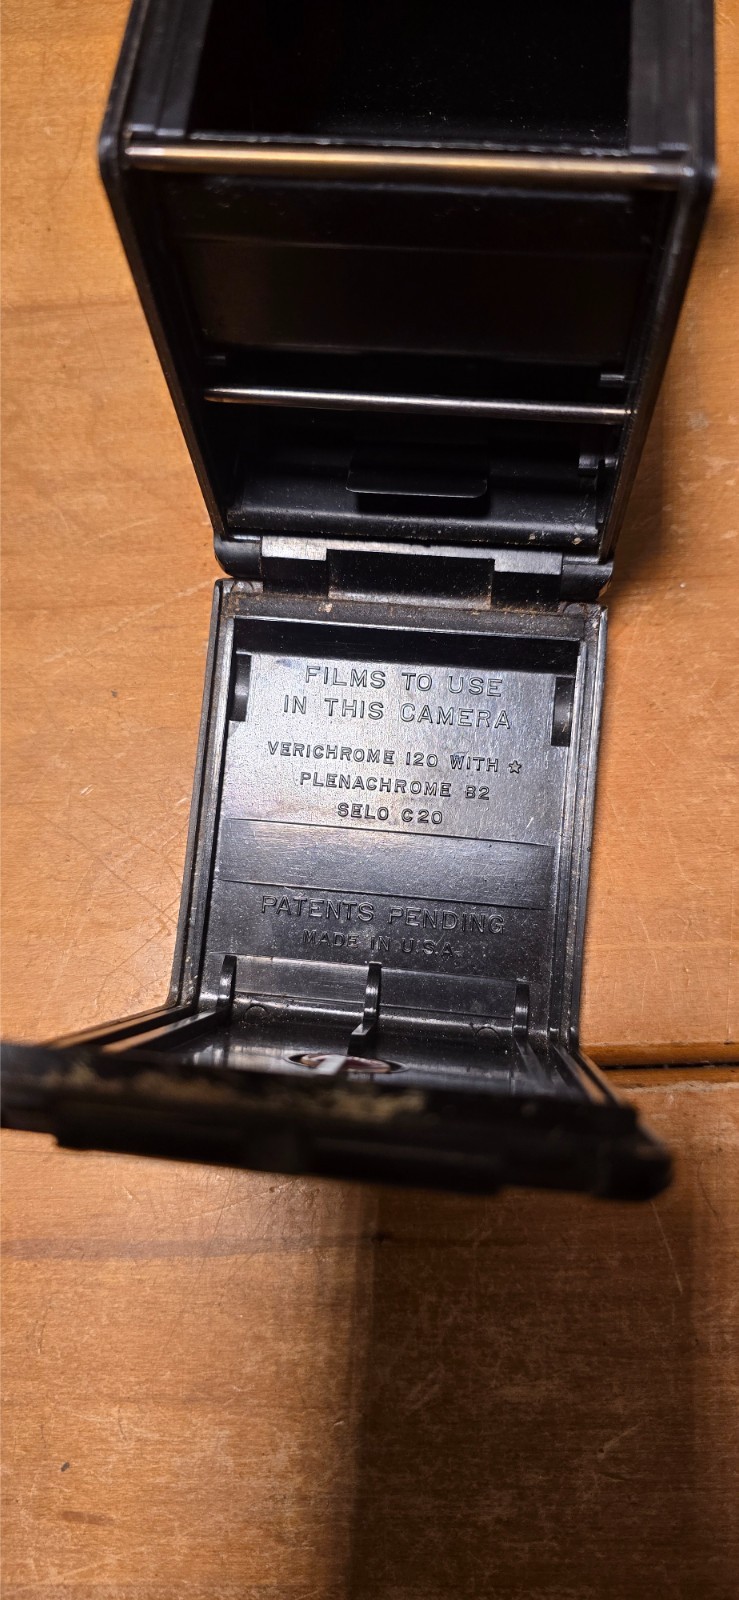 FILMS TO USE
IN THIS CAMERA
VERICHROME 120 WITH ☆
PLENACHROME B2
SELO C20
PATENTS PENDING
MADE IN U.S.A.